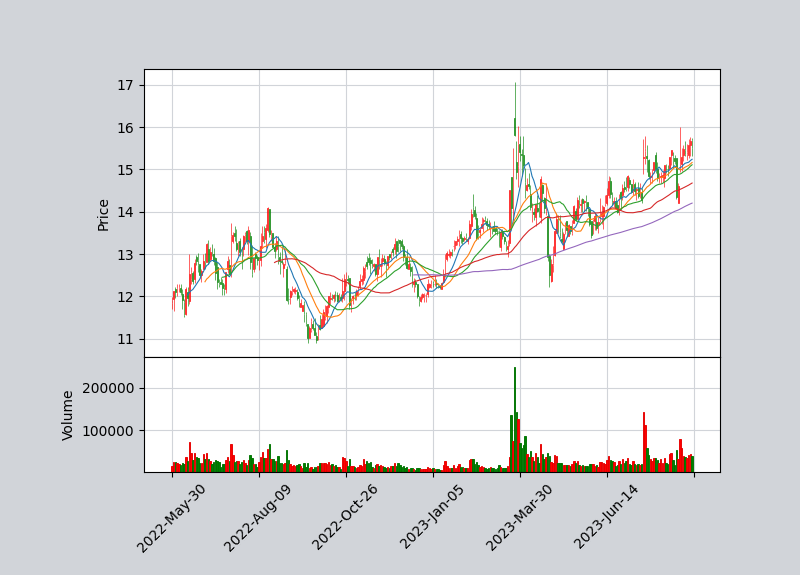 17
16
15
14
13
12
11
Price
200000
100000
Volume
2022-May-30
2022-Aug-09
2022-Oct-26
2023-Jan-05
2023-Mar-30
2023-Jun-14